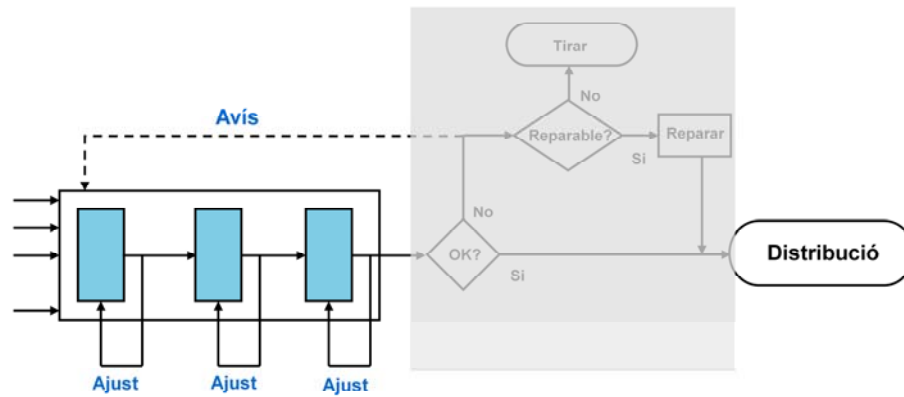 Tirar
No
Avís
Reparable?
Reparar
Si
No
OK?
Si
Distribució
Ajust
Ajust
Ajust